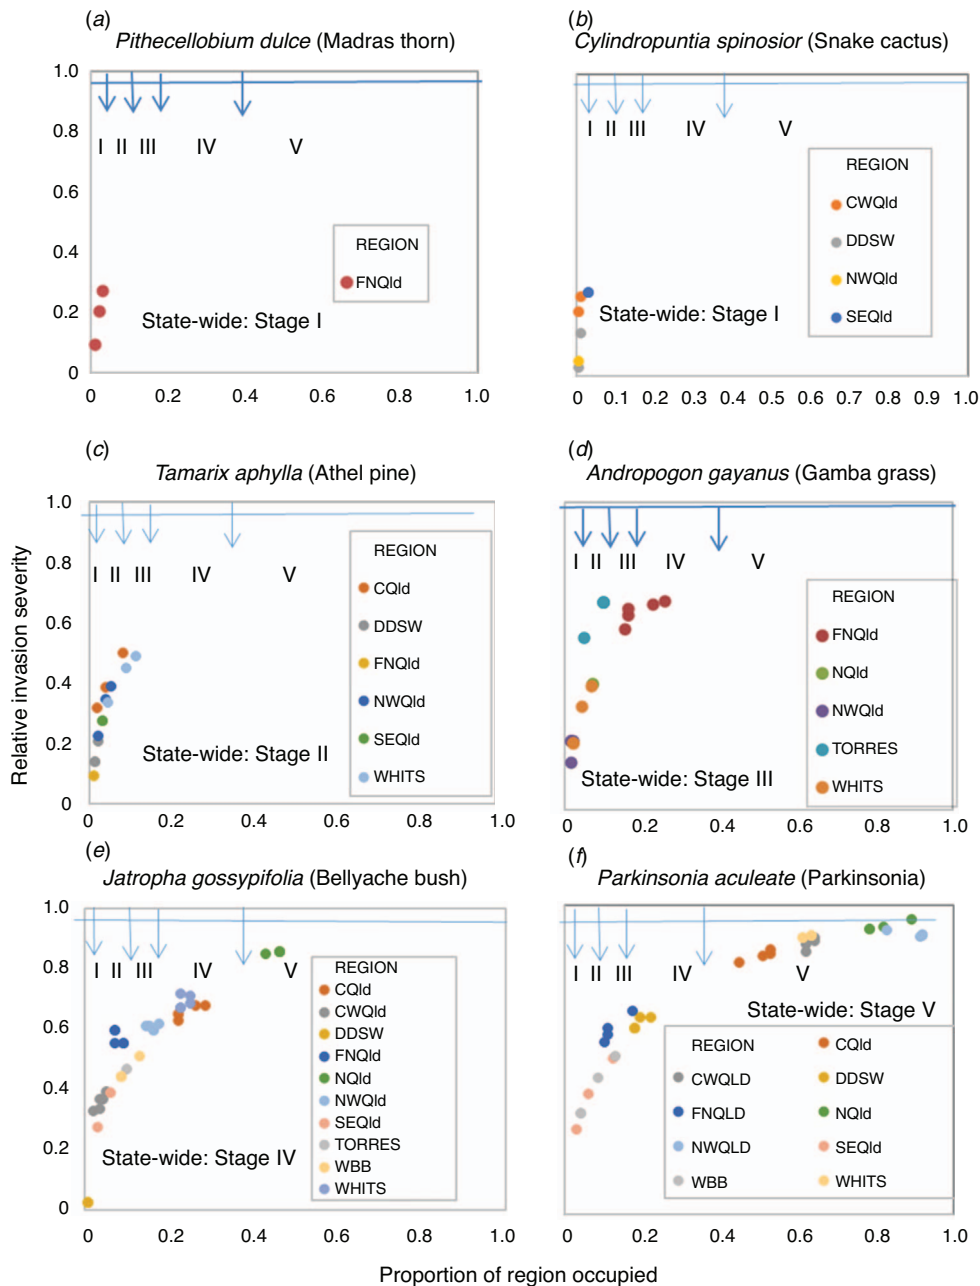 (a)
Pithecellobium dulce (Madras thorn)
1.0
0.8
I II III IV V
0.6
0.4
REGION
FNQld
0.2
State-wide: Stage I
0
0 0.2 0.4 0.6 0.8 1.0
(b)
Cylindropuntia spinosior (Snake cactus)
I II III IV V
REGION
CWQld
DDSW
NWQld
SEQld
State-wide: Stage I
0 0.1 0.2 0.3 0.4 0.5 0.6 0.7 0.8 0.9 1.0
(c)
Tamarix aphylla (Athel pine)
1.0
0.8
I II III IV V
0.6
0.4
0.2
0
REGION
CQld
DDSW
FNQld
NWQld
SEQld
WHITS
State-wide: Stage II
0 0.2 0.4 0.6 0.8 1.0
(d)
Andropogon gayanus (Gamba grass)
I II III IV V
REGION
FNQld
NQld
NWQld
TORRES
WHITS
State-wide: Stage III
0 0.2 0.4 0.6 0.8 1.0
Relative invasion severity
(e)
Jatropha gossypifolia (Bellyache bush)
1.0
0.8
I II III IV V
0.6
0.4
0.2
0
REGION
CQld
CWQld
DDSW
FNQld
NQld
NWQld
SEQld
TORRES
WBB
WHITS
State-wide: Stage IV
0 0.2 0.4 0.6 0.8 1.0
(f)
Parkinsonia aculeate (Parkinsonia)
I II III IV V
State-wide: Stage V
REGION CQld
CWQLD DDSW
FNQLD NQld
NWQLD SEQld
WBB WHITS
0 0.2 0.4 0.6 0.8 1.0
Proportion of region occupied